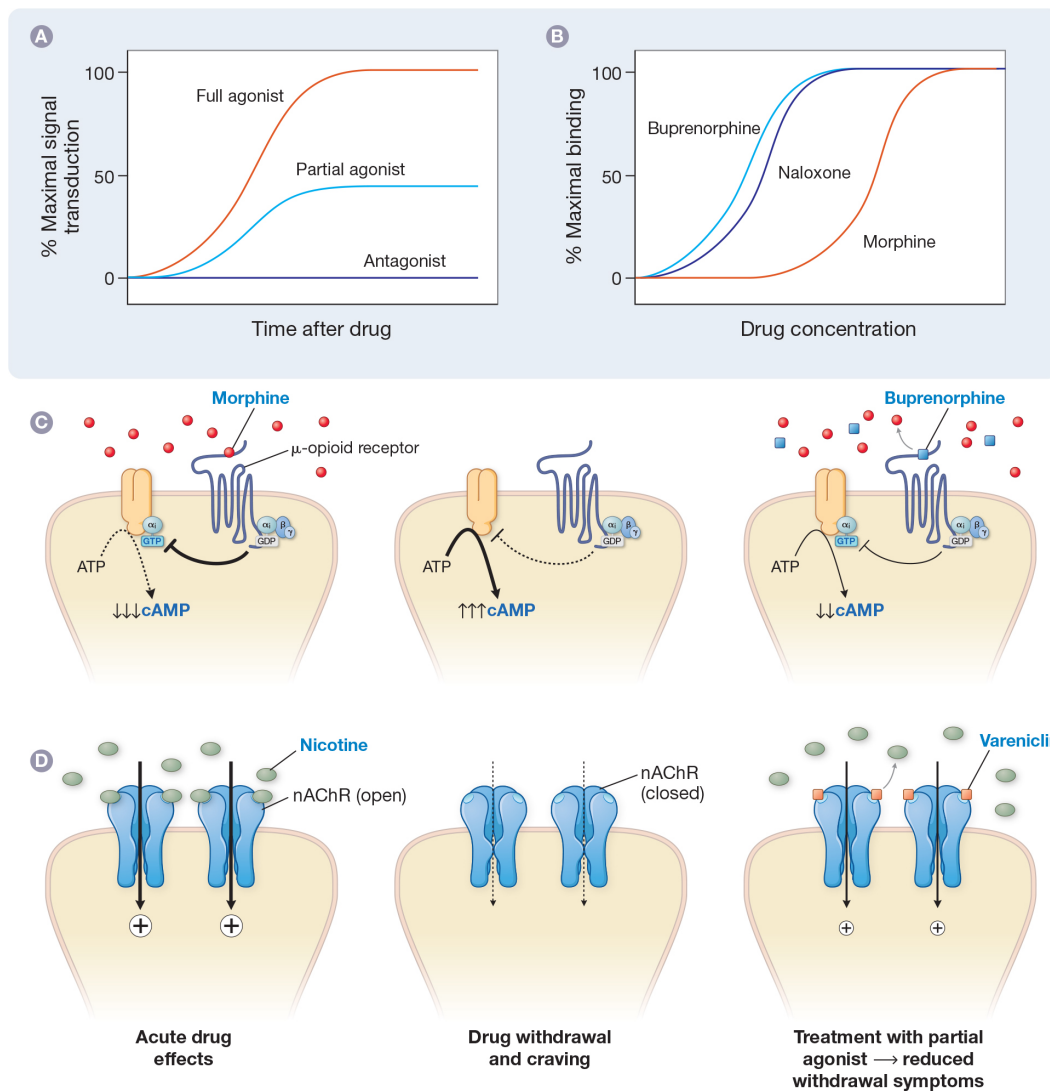 A
% Maximal signal
transduction
100
50
0
Full agonist
Partial agonist
Antagonist
Time after drug
B
% Maximal binding
100
50
0
Buprenorphine
Naloxone
Morphine
Drug concentration
C
Morphine
μ-opioid receptor
αi
GTP
GDP
β
γ
ATP
↓↓↓cAMP
αi
β
γ
GDP
ATP
↑↑↑cAMP
Buprenorphine
αi
GTP
αi
β
γ
GDP
ATP
↓↓cAMP
D
Nicotine
nAChR (open)
+
+
nAChR
(closed)
Vareniclin
+
+
Acute drug
effects
Drug withdrawal
and craving
Treatment with partial
agonist → reduced
withdrawal symptoms